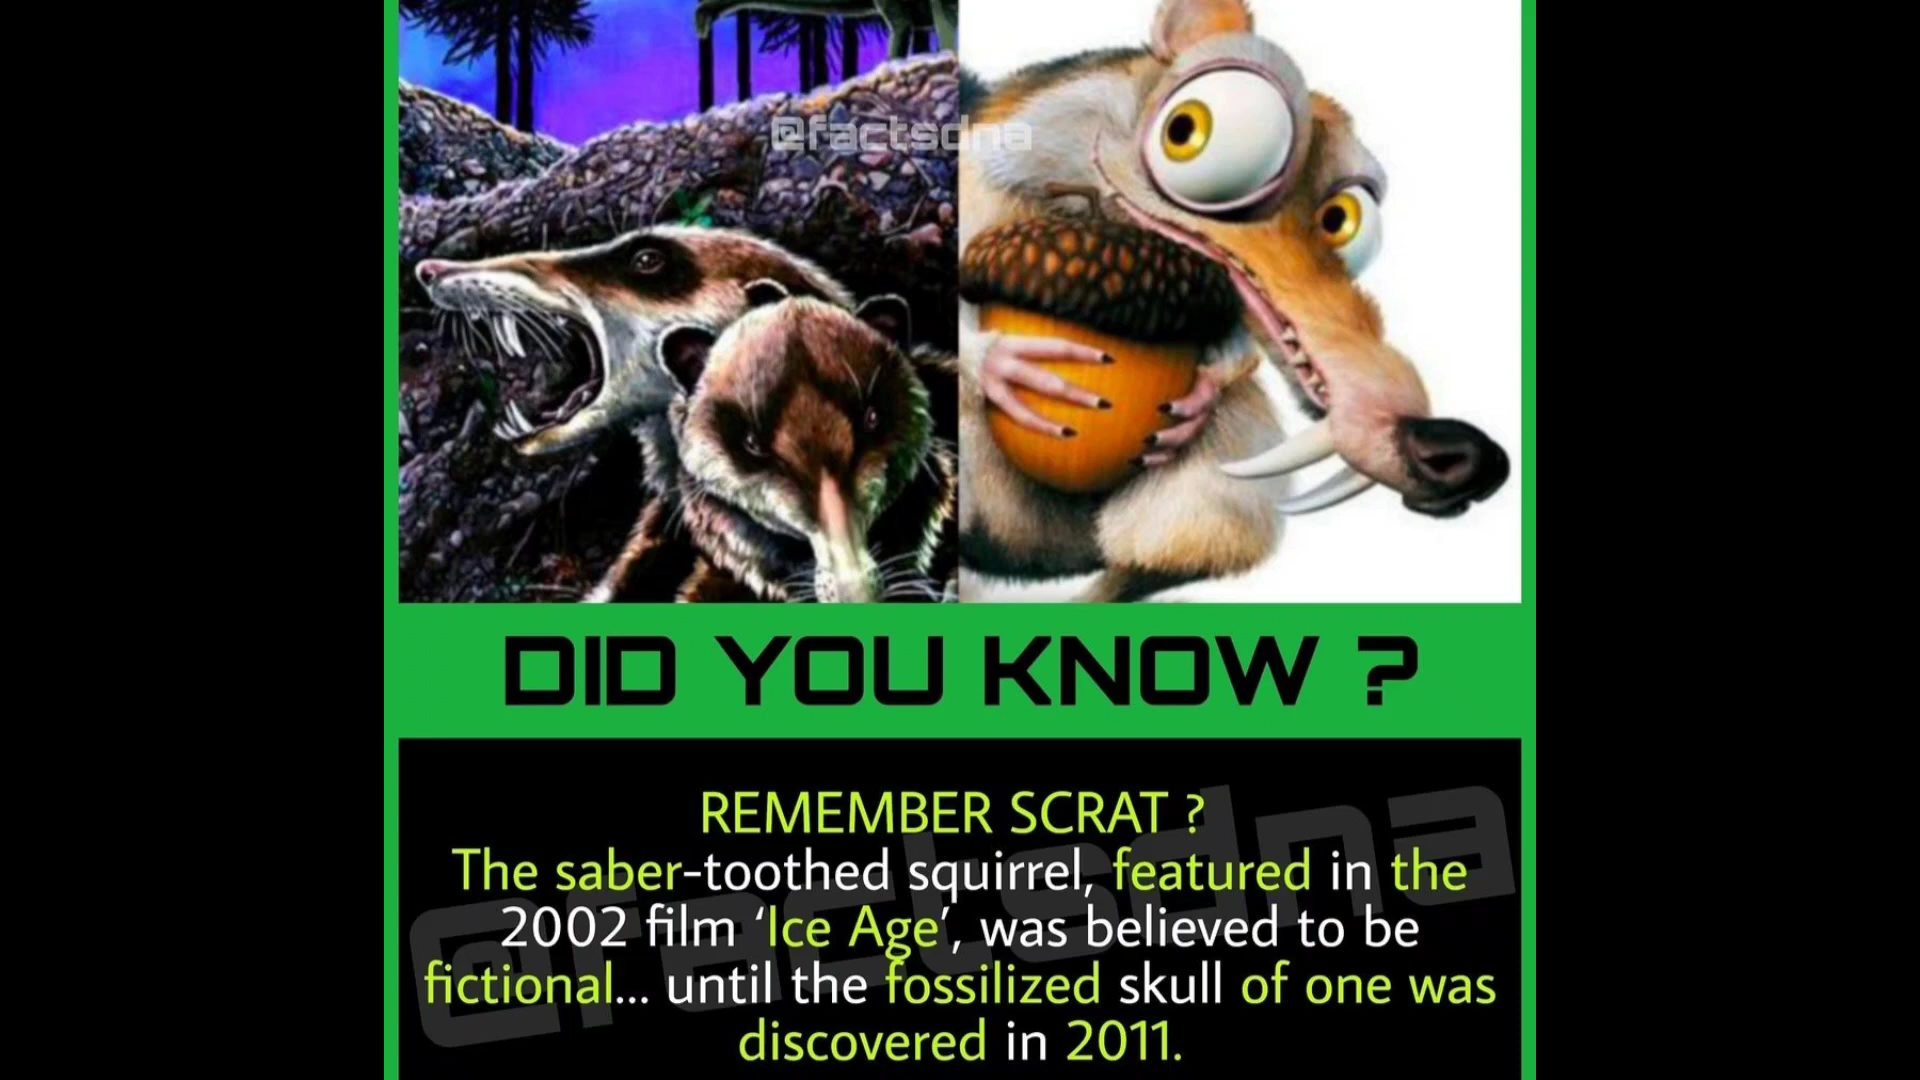 @factsdna
DID YOU KNOW ?
REMEMBER SCRAT ?
The saber-toothed squirrel, featured in the
2002 film ‘Ice Age’, was believed to be
fictional... until the fossilized skull of one was
discovered in 2011.
@factsdna